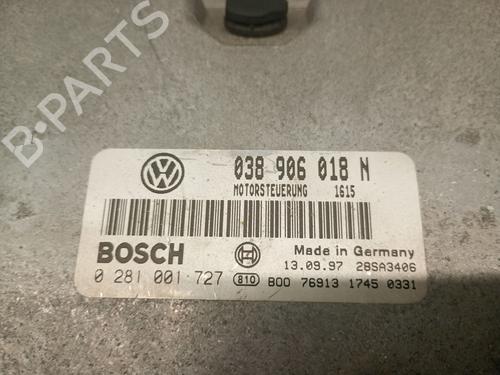 B-PARTS
038 906 018 N
MOTORSTEUERUNG 1615
BOSCH
Made in Germany
13.09.97 28SA3406
0 281 001 727 810 B00 76913 1745 0331